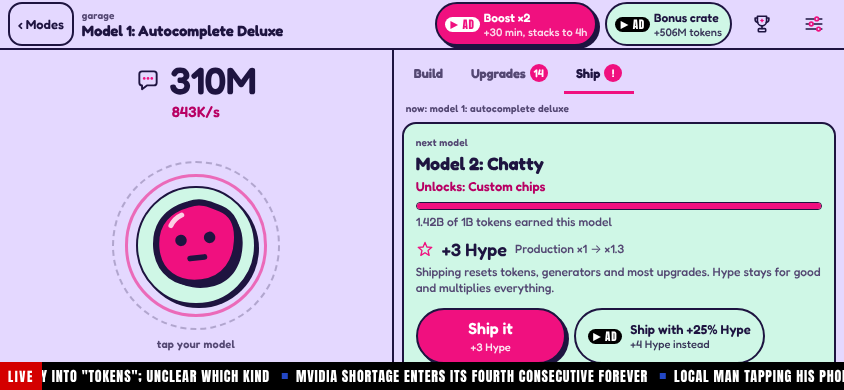 ‹ Modes
garage
Model 1: Autocomplete Deluxe
▶ AD
Boost x2
+30 min, stacks to 4h
▶ AD
Bonus crate
+506M tokens
310M
843K/s
tap your model
Build
Upgrades 14
Ship !
now: model 1: autocomplete deluxe
next model
Model 2: Chatty
Unlocks: Custom chips
1.42B of 1B tokens earned this model
+3 Hype Production ×1 → ×1.3
Shipping resets tokens, generators and most upgrades. Hype stays for good
and multiplies everything.
Ship it
+3 Hype
▶ AD
Ship with +25% Hype
+4 Hype instead
LIVE Y INTO "TOKENS"; UNCLEAR WHICH KIND ■ MVIDIA SHORTAGE ENTERS ITS FOURTH CONSECUTIVE FOREVER ■ LOCAL MAN TAPPING HIS PHO